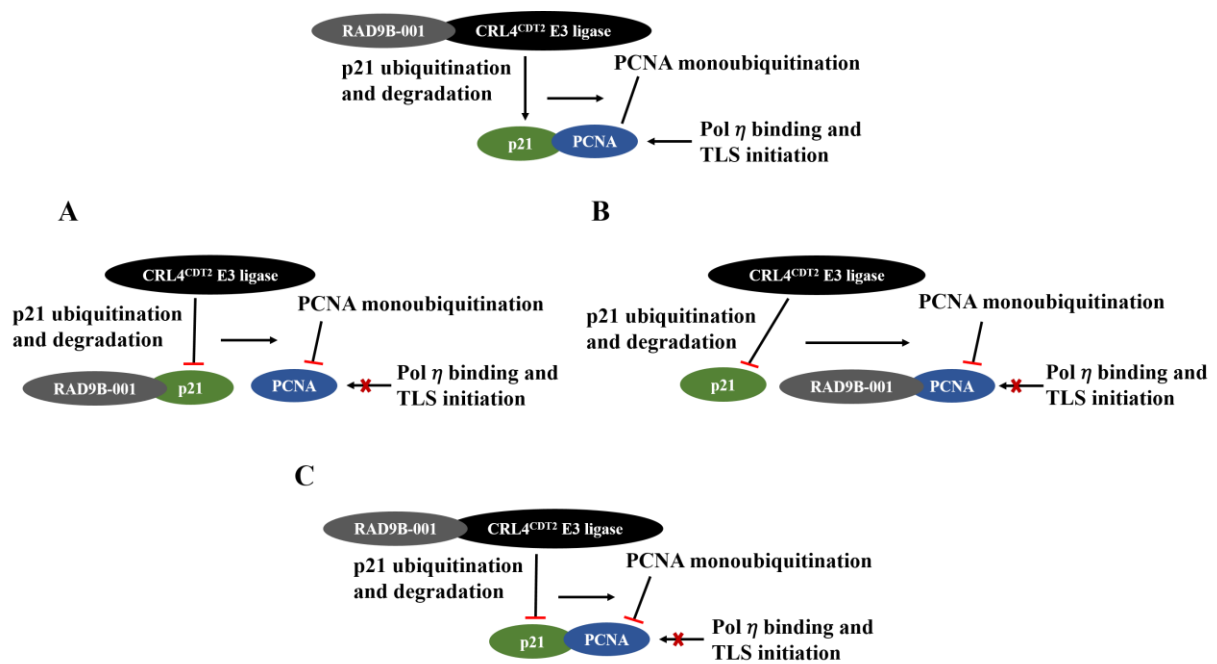 RAD9B-001 CRL4CDT2 E3 ligase
p21 ubiquitination
and degradation
PCNA monoubiquitination
p21 PCNA
Pol η binding and
TLS initiation
A
CRL4CDT2 E3 ligase
p21 ubiquitination
and degradation
PCNA monoubiquitination
RAD9B-001 p21 PCNA
Pol η binding and
TLS initiation
B
CRL4CDT2 E3 ligase
p21 ubiquitination
and degradation
PCNA monoubiquitination
p21 RAD9B-001 PCNA
Pol η binding and
TLS initiation
C
RAD9B-001 CRL4CDT2 E3 ligase
p21 ubiquitination
and degradation
PCNA monoubiquitination
p21 PCNA
Pol η binding and
TLS initiation